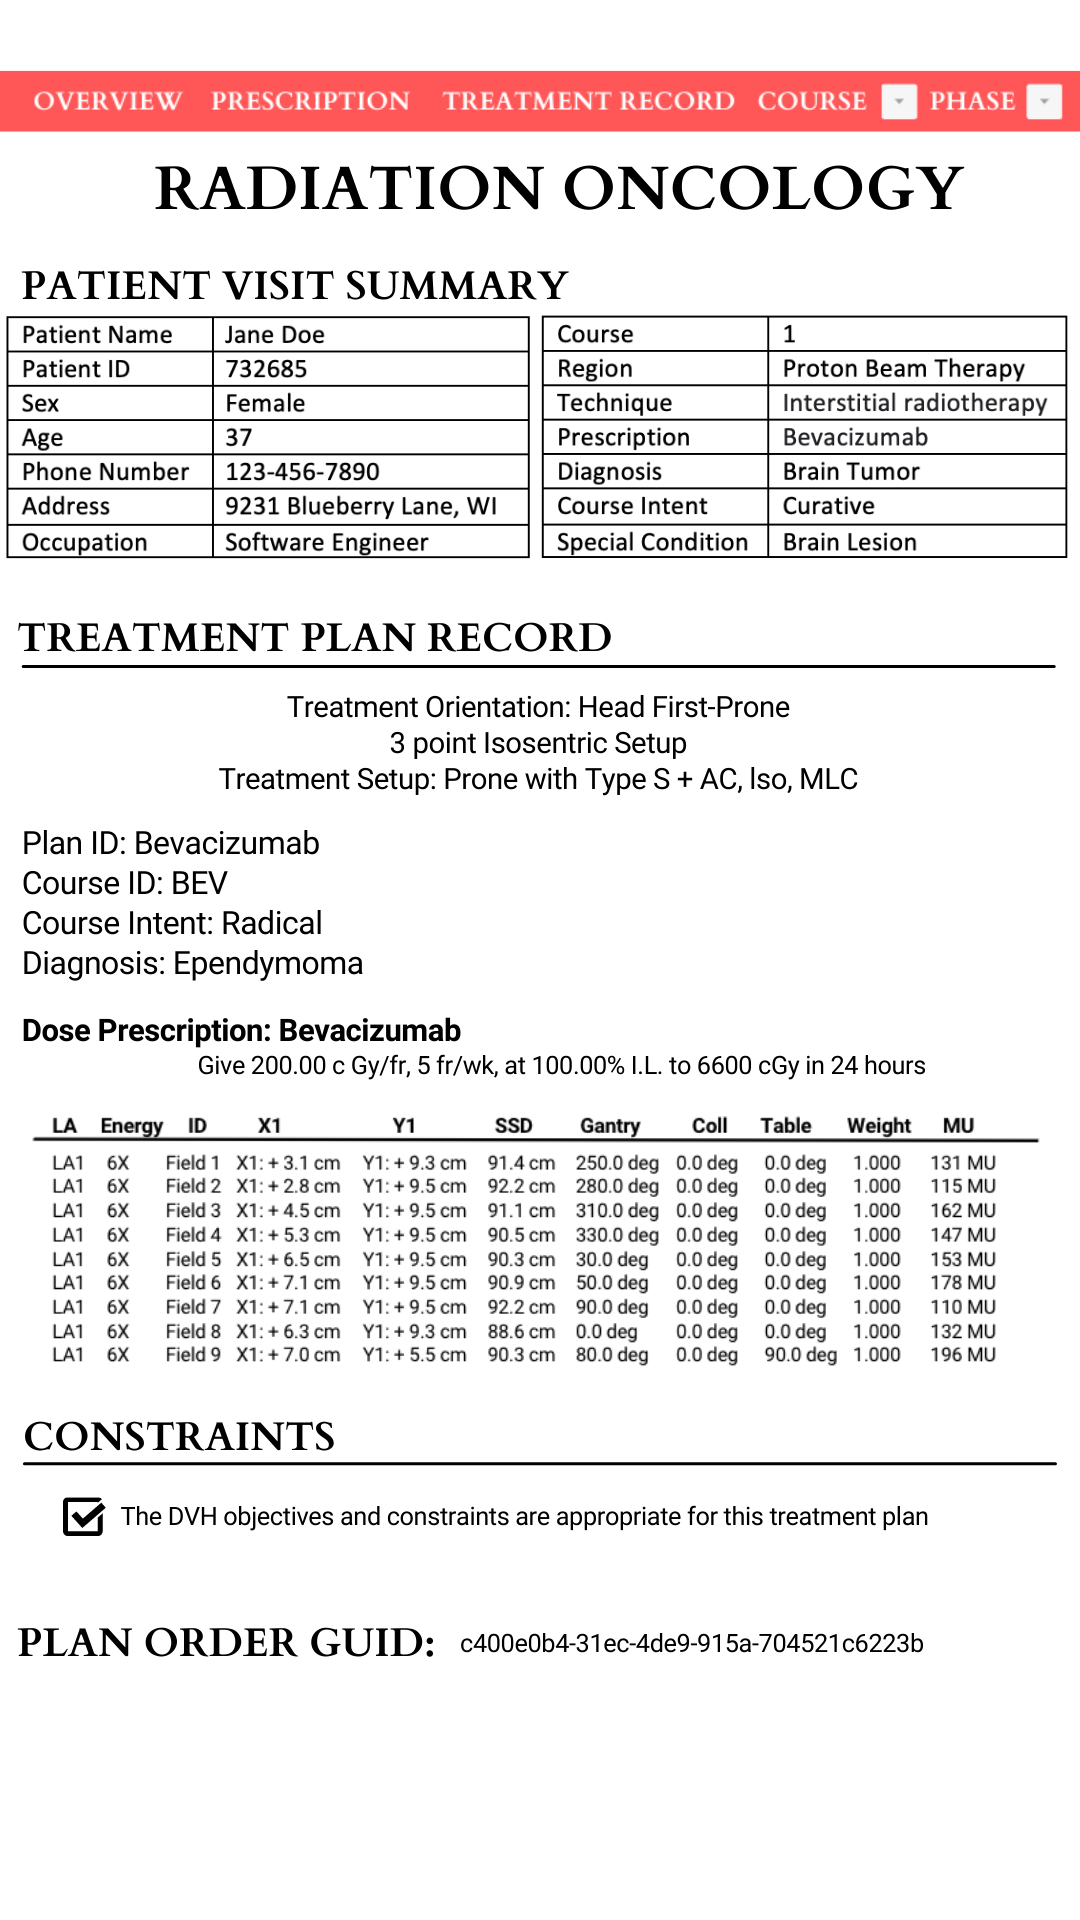 OVERVIEW PRESCRIPTION TREATMENT RECORD COURSE PHASE
RADIATION ONCOLOGY
PATIENT VISIT SUMMARY
Patient Name Jane Doe
Patient ID 732685
Sex Female
Age 37
Phone Number 123-456-7890
Address 9231 Blueberry Lane, WI
Occupation Software Engineer
Course 1
Region Proton Beam Therapy
Technique Interstitial radiotherapy
Prescription Bevacizumab
Diagnosis Brain Tumor
Course Intent Curative
Special Condition Brain Lesion
TREATMENT PLAN RECORD
Treatment Orientation: Head First-Prone
3 point Isosentric Setup
Treatment Setup: Prone with Type S + AC, lso, MLC
Plan ID: Bevacizumab
Course ID: BEV
Course Intent: Radical
Diagnosis: Ependymoma
Dose Prescription: Bevacizumab
Give 200.00 c Gy/fr, 5 fr/wk, at 100.00% I.L. to 6600 cGy in 24 hours
LA Energy ID X1 Y1 SSD Gantry Coll Table Weight MU
LA1 6X Field 1 X1: + 3.1 cm Y1: + 9.3 cm 91.4 cm 250.0 deg 0.0 deg 0.0 deg 1.000 131 MU
LA1 6X Field 2 X1: + 2.8 cm Y1: + 9.5 cm 92.2 cm 280.0 deg 0.0 deg 0.0 deg 1.000 115 MU
LA1 6X Field 3 X1: + 4.5 cm Y1: + 9.5 cm 91.1 cm 310.0 deg 0.0 deg 0.0 deg 1.000 162 MU
LA1 6X Field 4 X1: + 5.3 cm Y1: + 9.5 cm 90.5 cm 330.0 deg 0.0 deg 0.0 deg 1.000 147 MU
LA1 6X Field 5 X1: + 6.5 cm Y1: + 9.5 cm 90.3 cm 30.0 deg 0.0 deg 0.0 deg 1.000 153 MU
LA1 6X Field 6 X1: + 7.1 cm Y1: + 9.5 cm 90.9 cm 50.0 deg 0.0 deg 0.0 deg 1.000 178 MU
LA1 6X Field 7 X1: + 7.1 cm Y1: + 9.5 cm 92.2 cm 90.0 deg 0.0 deg 0.0 deg 1.000 110 MU
LA1 6X Field 8 X1: + 6.3 cm Y1: + 9.3 cm 88.6 cm 0.0 deg 0.0 deg 0.0 deg 1.000 132 MU
LA1 6X Field 9 X1: + 7.0 cm Y1: + 5.5 cm 90.3 cm 80.0 deg 0.0 deg 90.0 deg 1.000 196 MU
CONSTRAINTS
The DVH objectives and constraints are appropriate for this treatment plan
PLAN ORDER GUID: c400e0b4-31ec-4de9-915a-704521c6223b